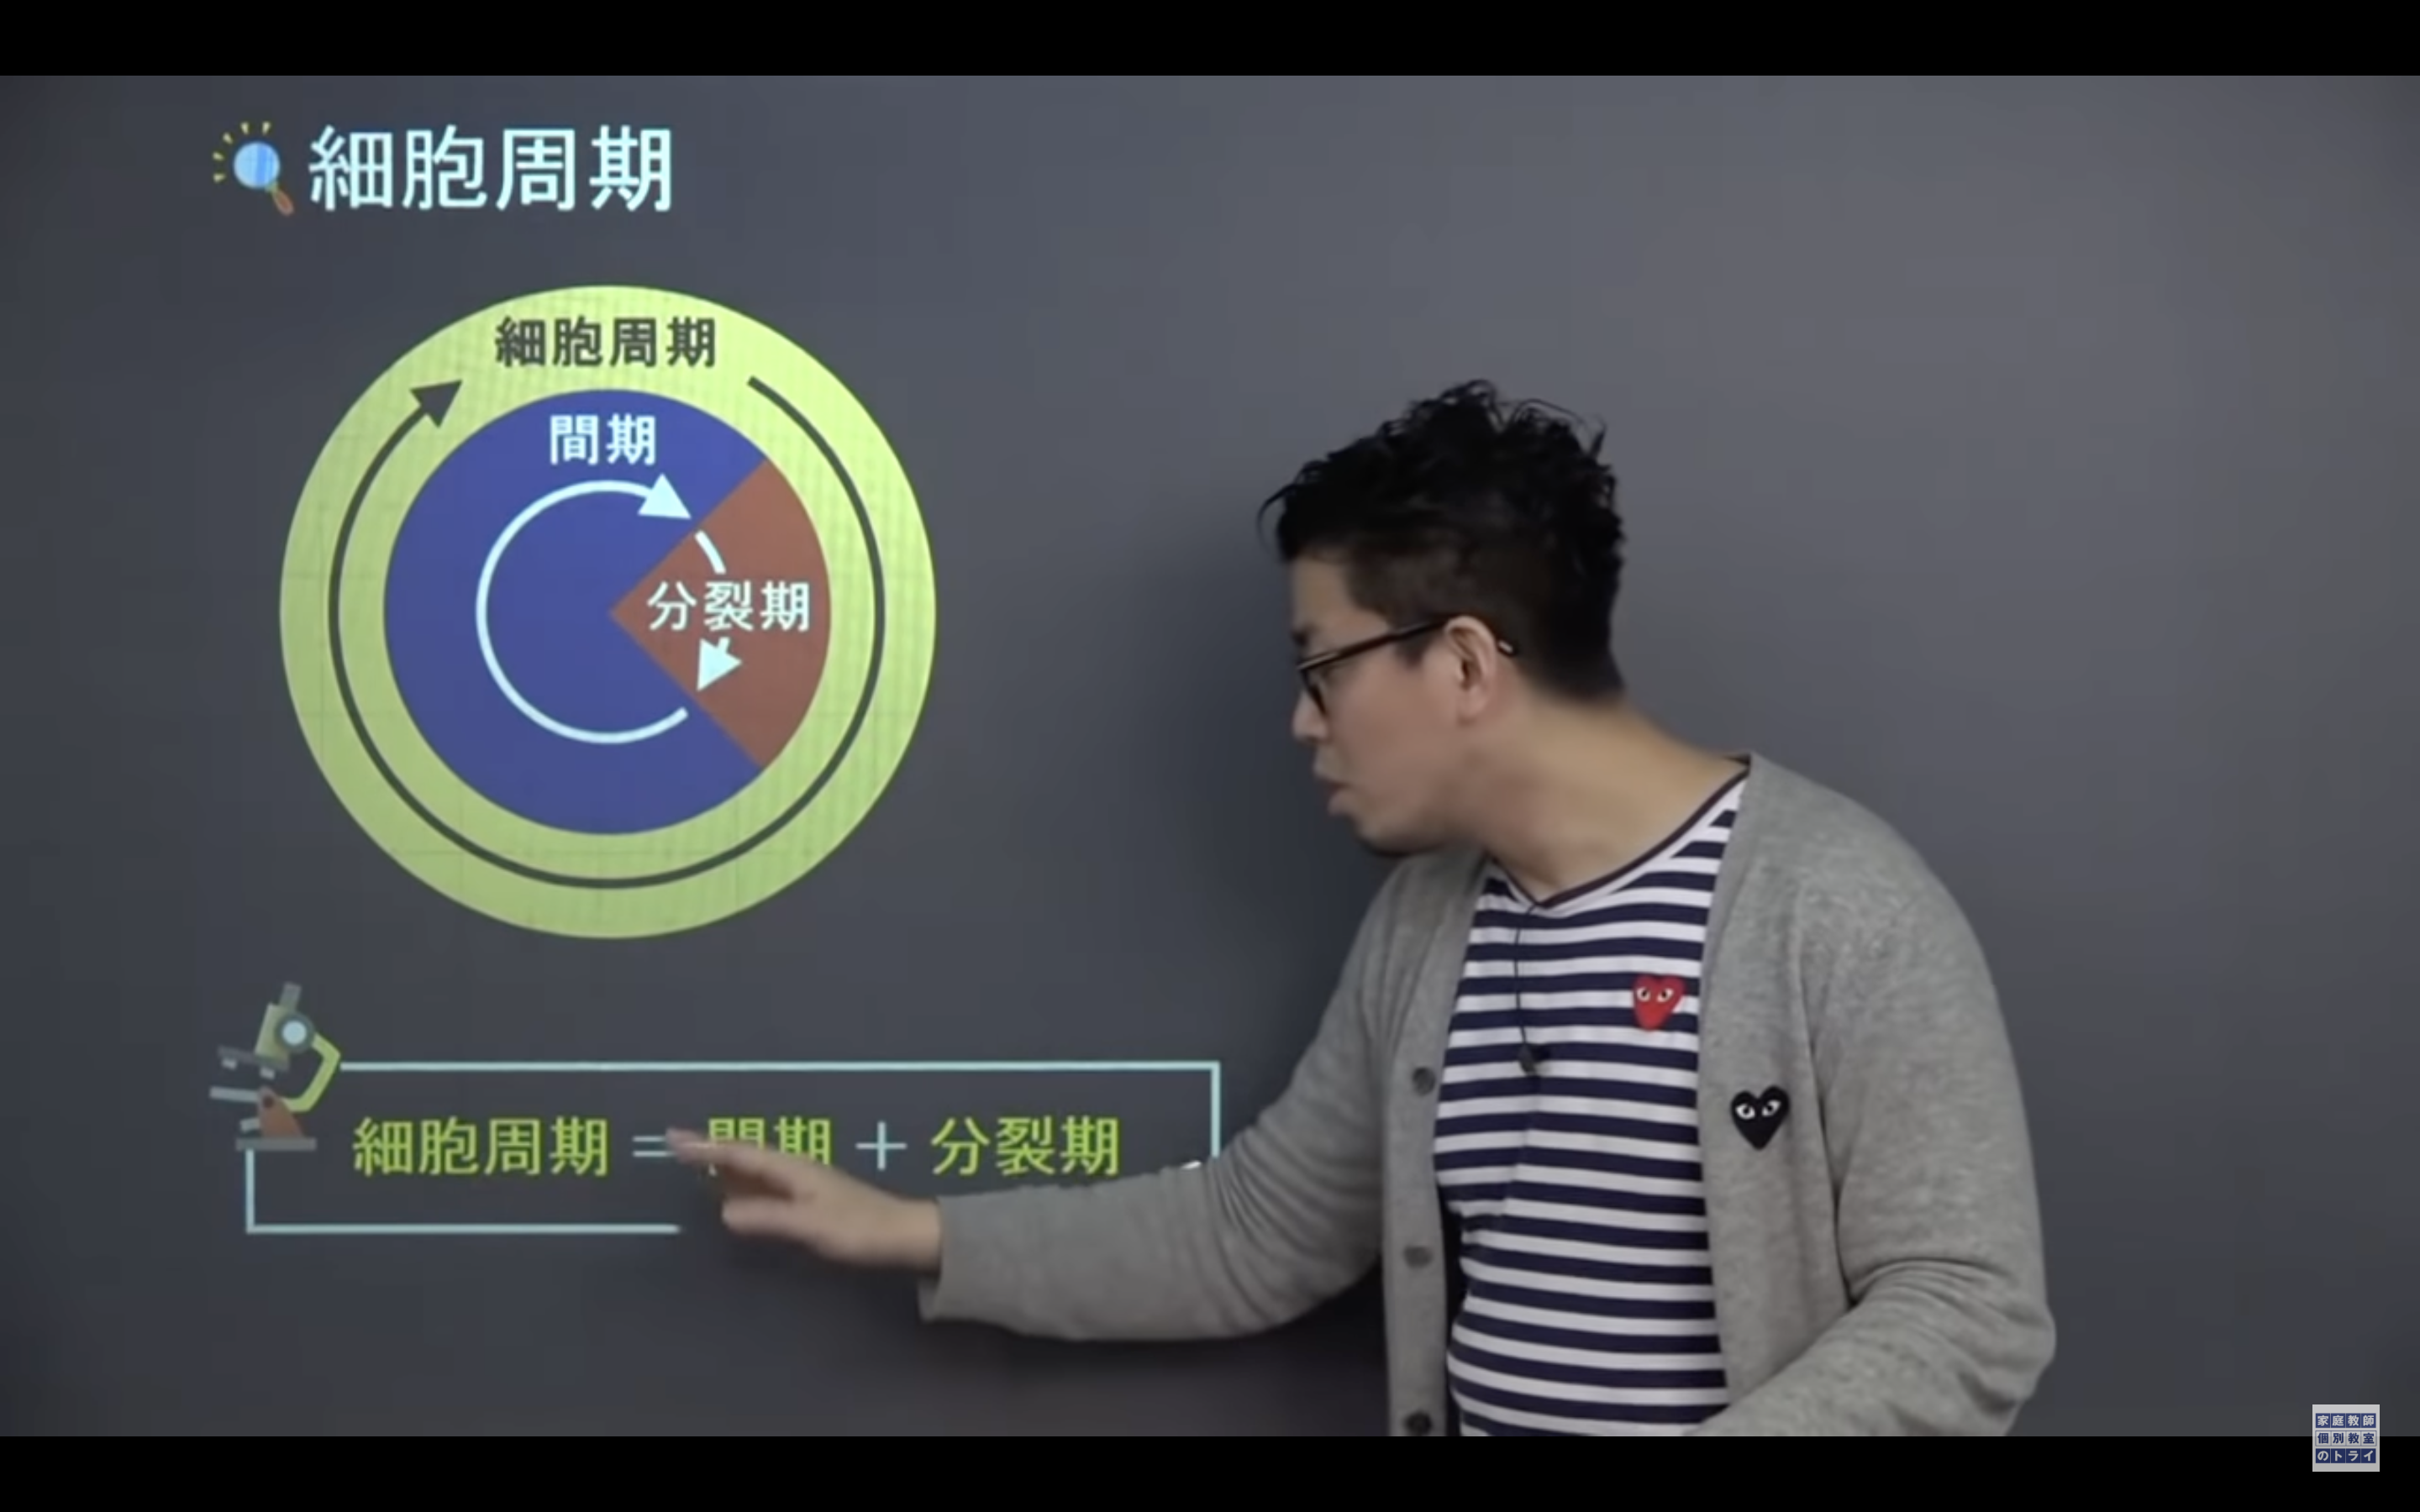 細胞周期
細胞周期
間期
分裂期
細胞周期 = 間期 + 分裂期
家庭教師
個別教室
のトライ